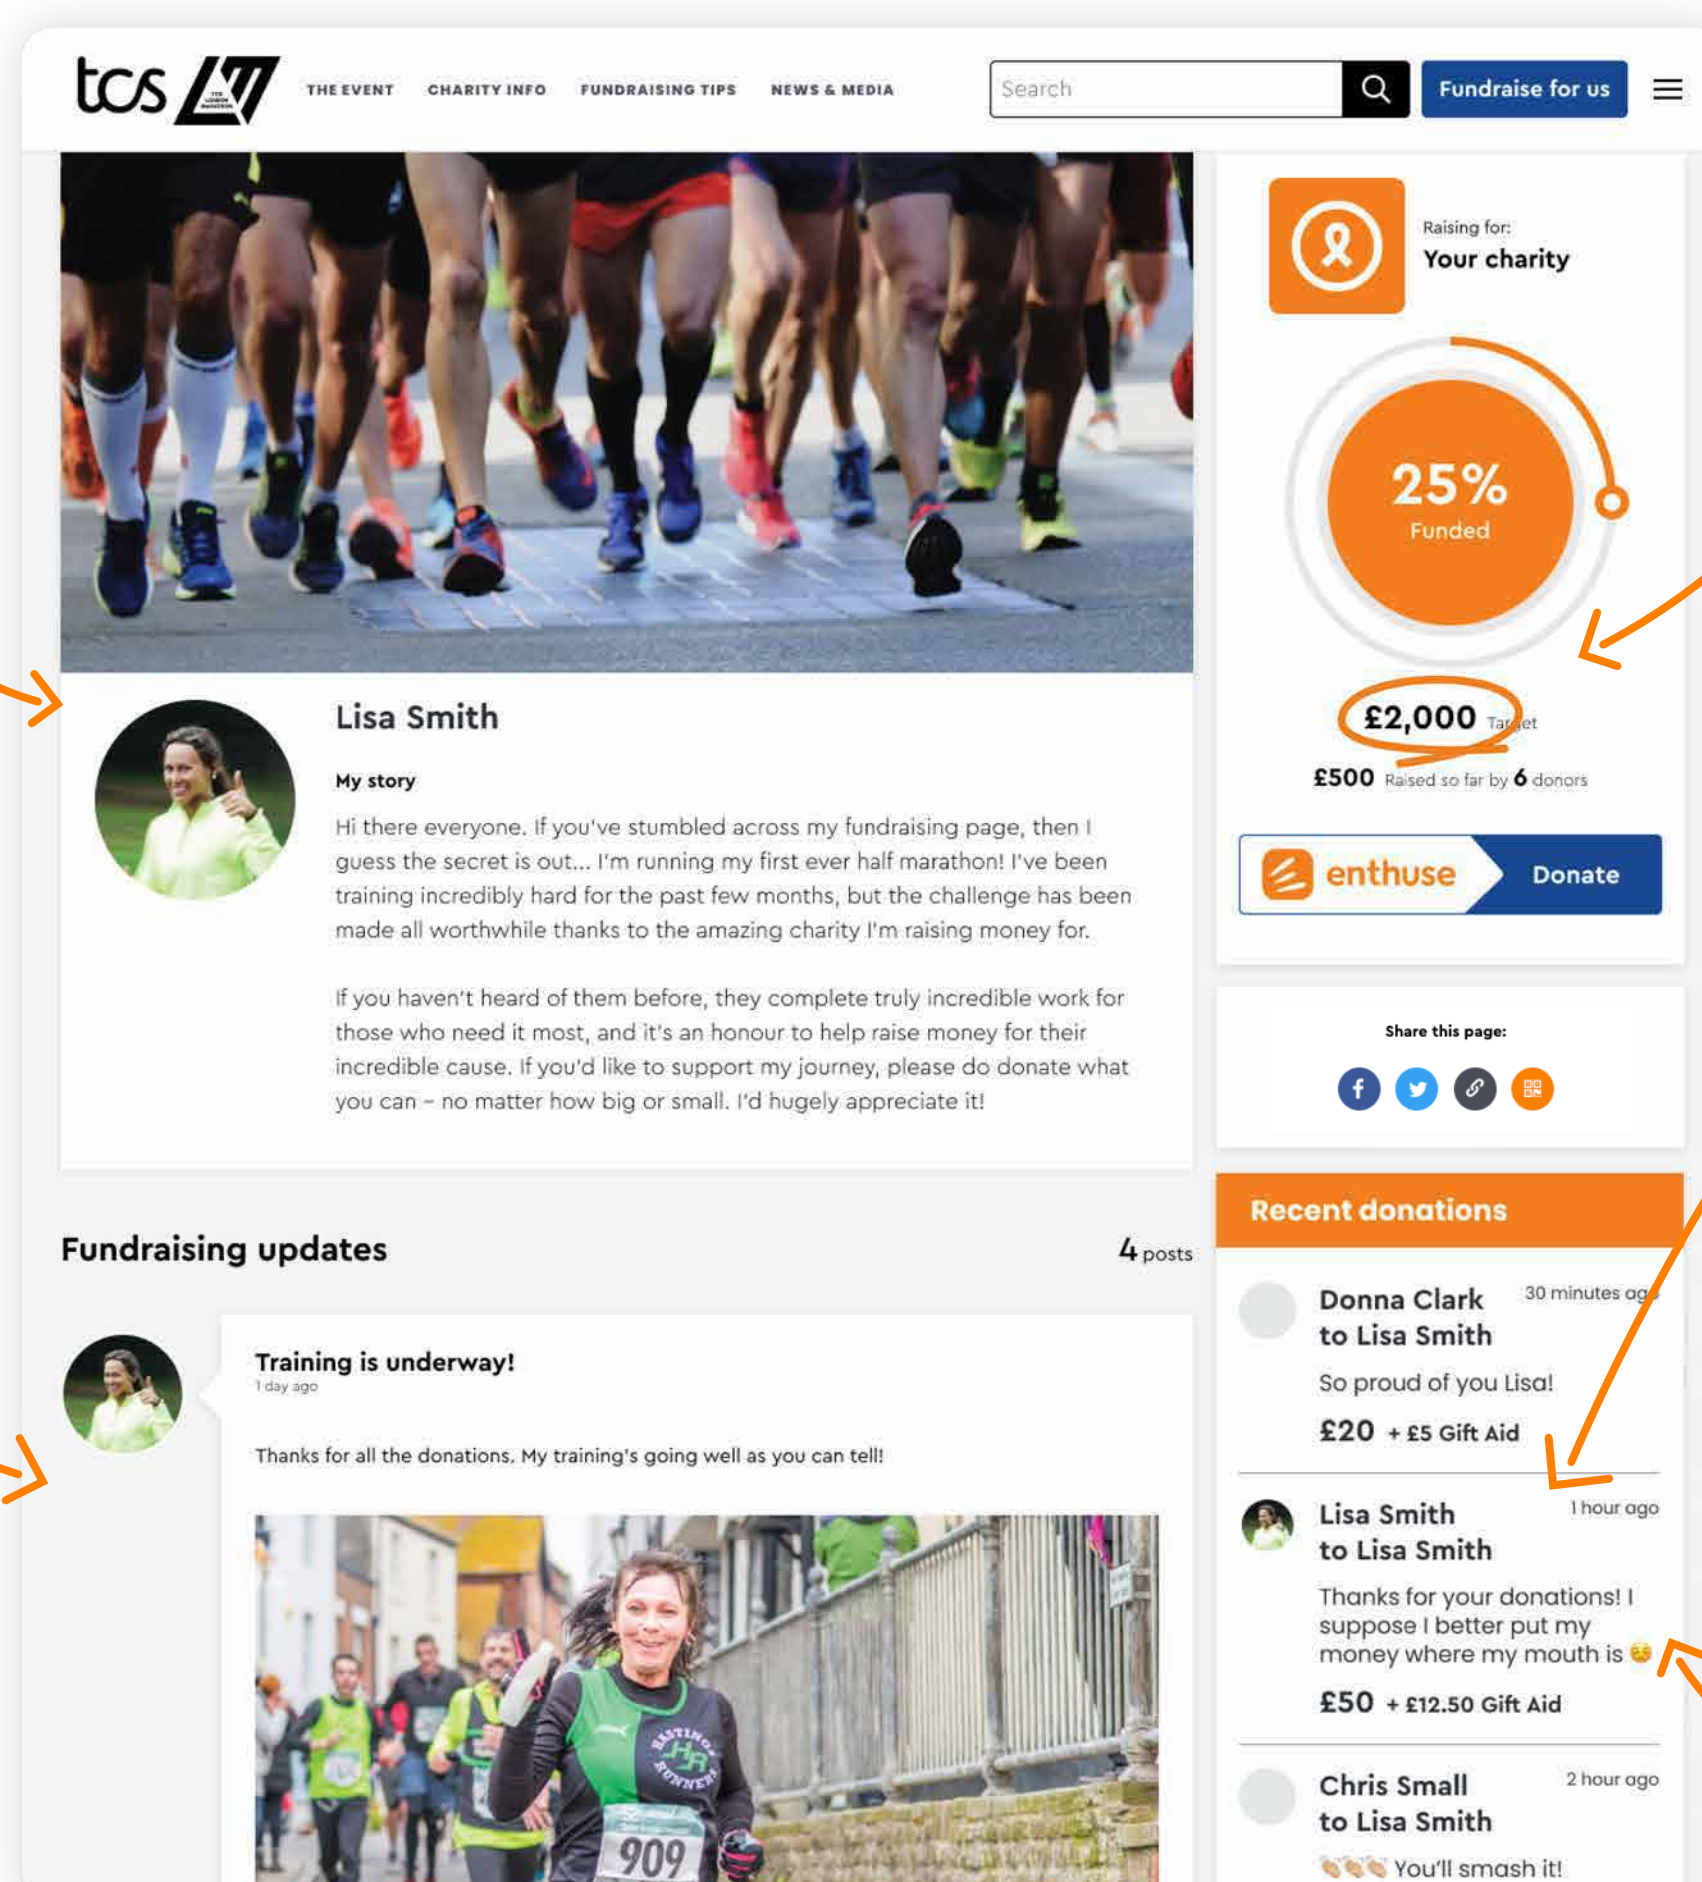 tcs
TCS
LONDON
MARATHON
THE EVENT
CHARITY INFO
FUNDRAISING TIPS
NEWS & MEDIA
Search
Fundraise for us
Raising for:
Your charity
25%
Funded
£2,000 Target
£500 Raised so far by 6 donors
enthuse
Donate
Lisa Smith
My story
Hi there everyone. If you've stumbled across my fundraising page, then I
guess the secret is out... I'm running my first ever half marathon! I've been
training incredibly hard for the past few months, but the challenge has been
made all worthwhile thanks to the amazing charity I'm raising money for.
If you haven't heard of them before, they complete truly incredible work for
those who need it most, and it's an honour to help raise money for their
incredible cause. If you'd like to support my journey, please do donate what
you can – no matter how big or small. I'd hugely appreciate it!
Share this page:
Fundraising updates
4 posts
Training is underway!
1 day ago
Thanks for all the donations. My training's going well as you can tell!
HASTINGS
HR
RUNNERS
909
Recent donations
Donna Clark
to Lisa Smith
30 minutes ago
So proud of you Lisa!
£20 + £5 Gift Aid
Lisa Smith
to Lisa Smith
1 hour ago
Thanks for your donations! I
suppose I better put my
money where my mouth is 😏
£50 + £12.50 Gift Aid
Chris Small
to Lisa Smith
2 hour ago
👏👏👏 You'll smash it!